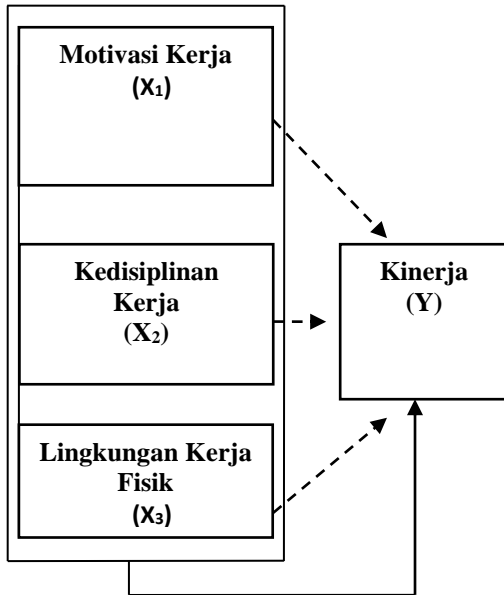 Motivasi Kerja
(X₁)
Kedisiplinan
Kerja
(X₂)
Lingkungan Kerja
Fisik
(X₃)
Kinerja
(Y)